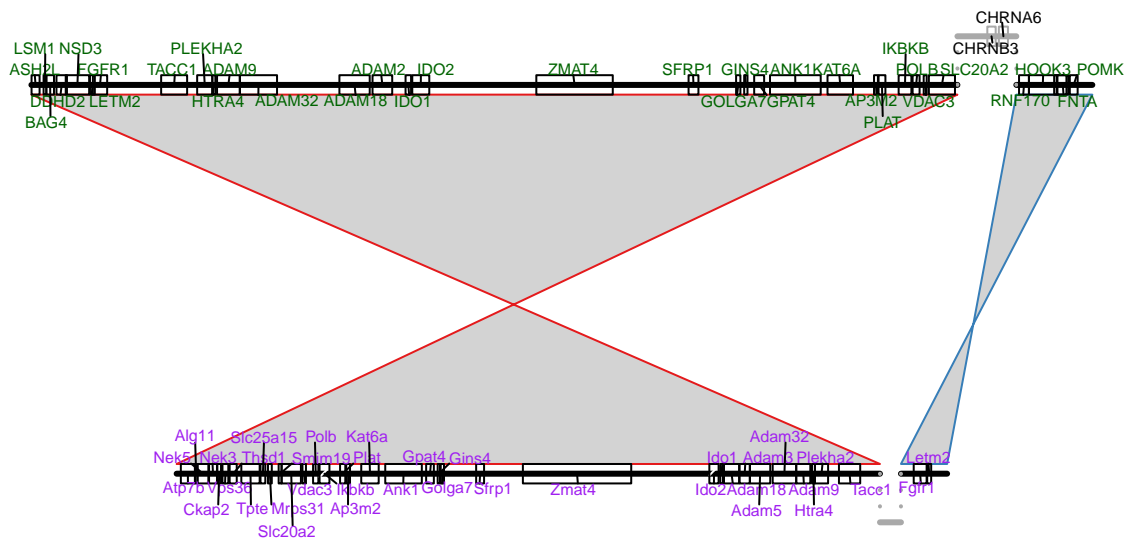 CHRNA6
LSM1 NSD3 PLEKHA2 IKBKB CHRNB3
ASH2L FGFR1 TACC1 ADAM9 ADAM2 IDO2 ZMAT4 SFRP1 GINS4 ANK1 KAT6A POLB SLC20A2 HOOK3 POMK
DDHD2 LETM2 HTRA4 ADAM32 ADAM18 IDO1 GOLGA7 GPAT4 AP3M2 VDAC3 RNF170 FNTA
BAG4 PLAT
Alg11 Slc25a15 Polb Kat6a Adam32
Nek5 Nek3 Thsd1 Smim19 Plat Gpat4 Gins4 Ido1 Adam3 Plekha2 Letm2
Atp7b Vps36 Vdac3 Ikbkb Ank1 Golga7 Sfrp1 Zmat4 Ido2 Adam18 Adam9 Tacc1 Fgfr1
Ckap2 Tpte Mrps31 Ap3m2 Adam5 Htra4
Slc20a2